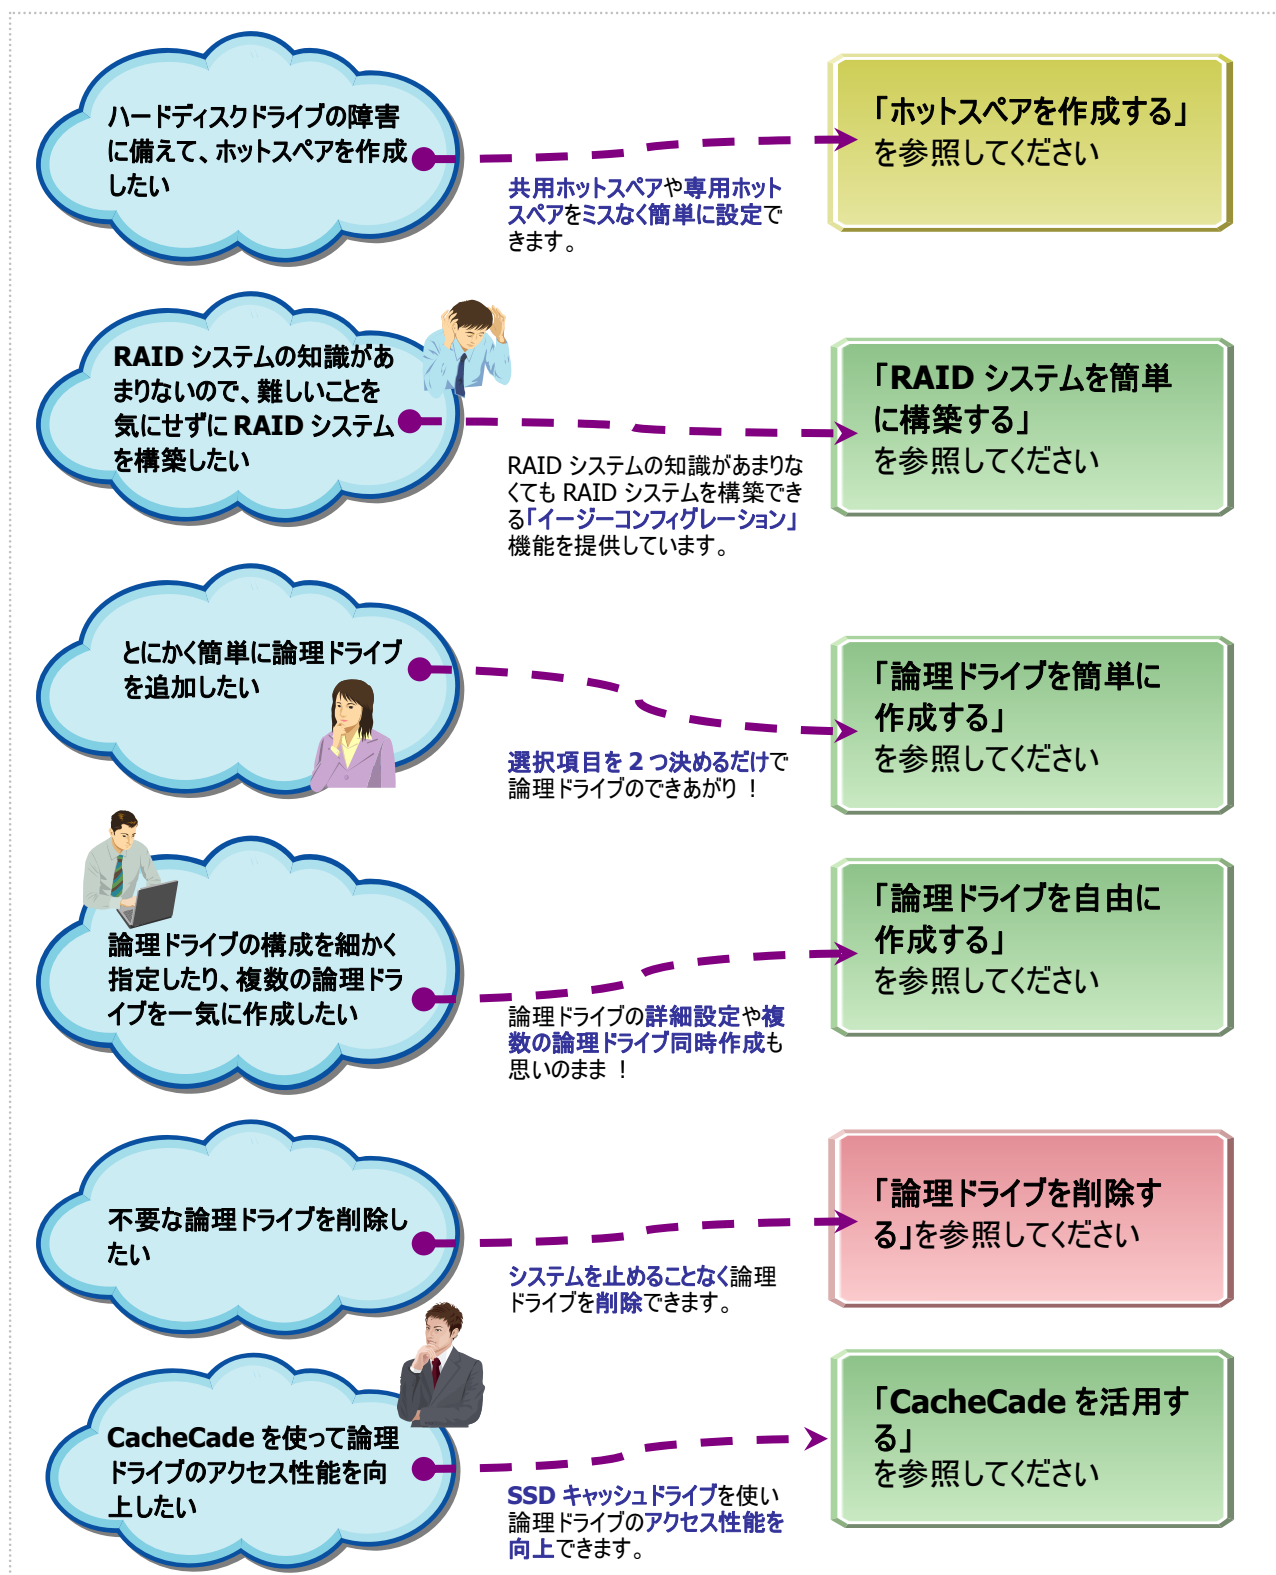 ハードディスクドライブの障害
に備えて、ホットスペアを作成
したい
共用ホットスペアや専用ホット
スペアをミスなく簡単に設定で
きます。
「ホットスペアを作成する」
を参照してください
RAID システムの知識があ
まりないので、難しいことを
気にせずに RAID システム
を構築したい
RAID システムの知識があまりな
くても RAID システムを構築でき
る「イージーコンフィグレーション」
機能を提供しています。
「RAID システムを簡単
に構築する」
を参照してください
とにかく簡単に論理ドライブ
を追加したい
選択項目を 2 つ決めるだけで
論理ドライブのできあがり！
「論理ドライブを簡単に
作成する」
を参照してください
論理ドライブの構成を細かく
指定したり、複数の論理ドラ
イブを一気に作成したい
論理ドライブの詳細設定や複
数の論理ドライブ同時作成も
思いのまま！
「論理ドライブを自由に
作成する」
を参照してください
不要な論理ドライブを削除し
たい
システムを止めることなく論理
ドライブを削除できます。
「論理ドライブを削除す
る」を参照してください
CacheCade を使って論理
ドライブのアクセス性能を向
上したい
SSD キャッシュドライブを使い
論理ドライブのアクセス性能を
向上できます。
「CacheCade を活用す
る」
を参照してください